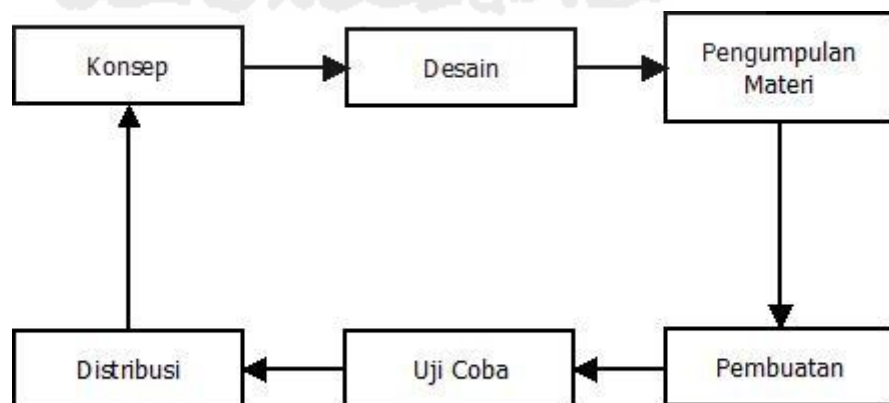 Konsep
Desain
Pengumpulan
Materi
Pembuatan
Uji Coba
Distribusi